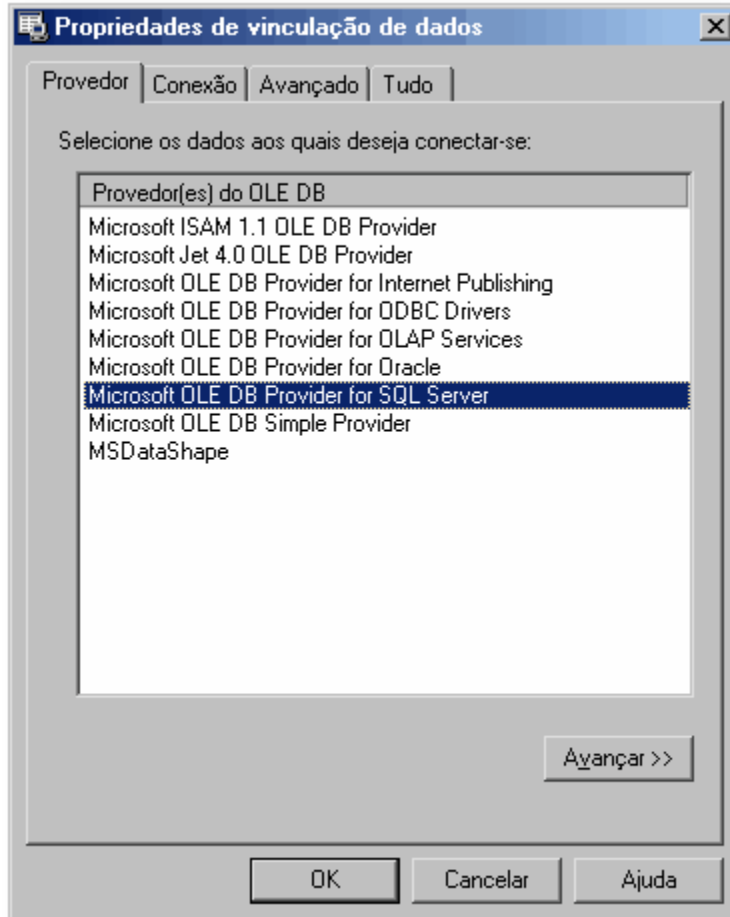 Propriedades de vinculação de dados
Provedor
Conexão
Avançado
Tudo
Selecione os dados aos quais deseja conectar-se:
Provedor(es) do OLE DB
Microsoft ISAM 1.1 OLE DB Provider
Microsoft Jet 4.0 OLE DB Provider
Microsoft OLE DB Provider for Internet Publishing
Microsoft OLE DB Provider for ODBC Drivers
Microsoft OLE DB Provider for OLAP Services
Microsoft OLE DB Provider for Oracle
Microsoft OLE DB Provider for SQL Server
Microsoft OLE DB Simple Provider
MSDataShape
Avançar >>
OK
Cancelar
Ajuda